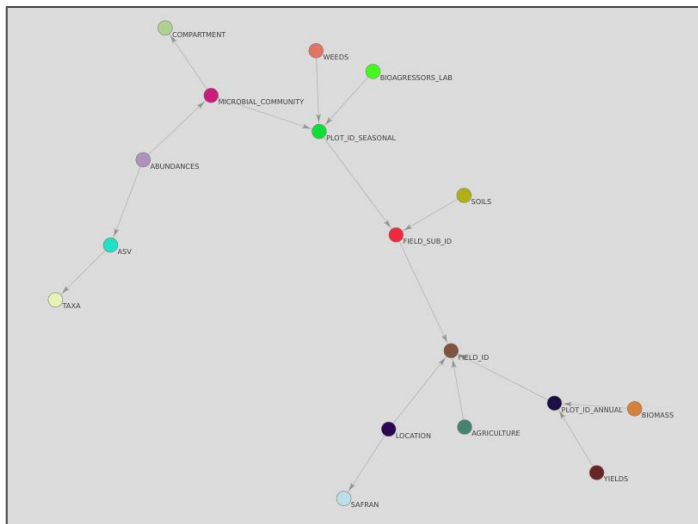 COMPARTMENT
WEEDS
BIOAGRESSORS_LAB
MICROBIAL_COMMUNITY
PLOT_ID_SEASONAL
ABUNDANCES
SOILS
FIELD_SUB_ID
ASV
TAXA
FIELD_ID
PLOT_ID_ANNUAL
BIOMASS
LOCATION
AGRICULTURE
YIELDS
SAFRAN